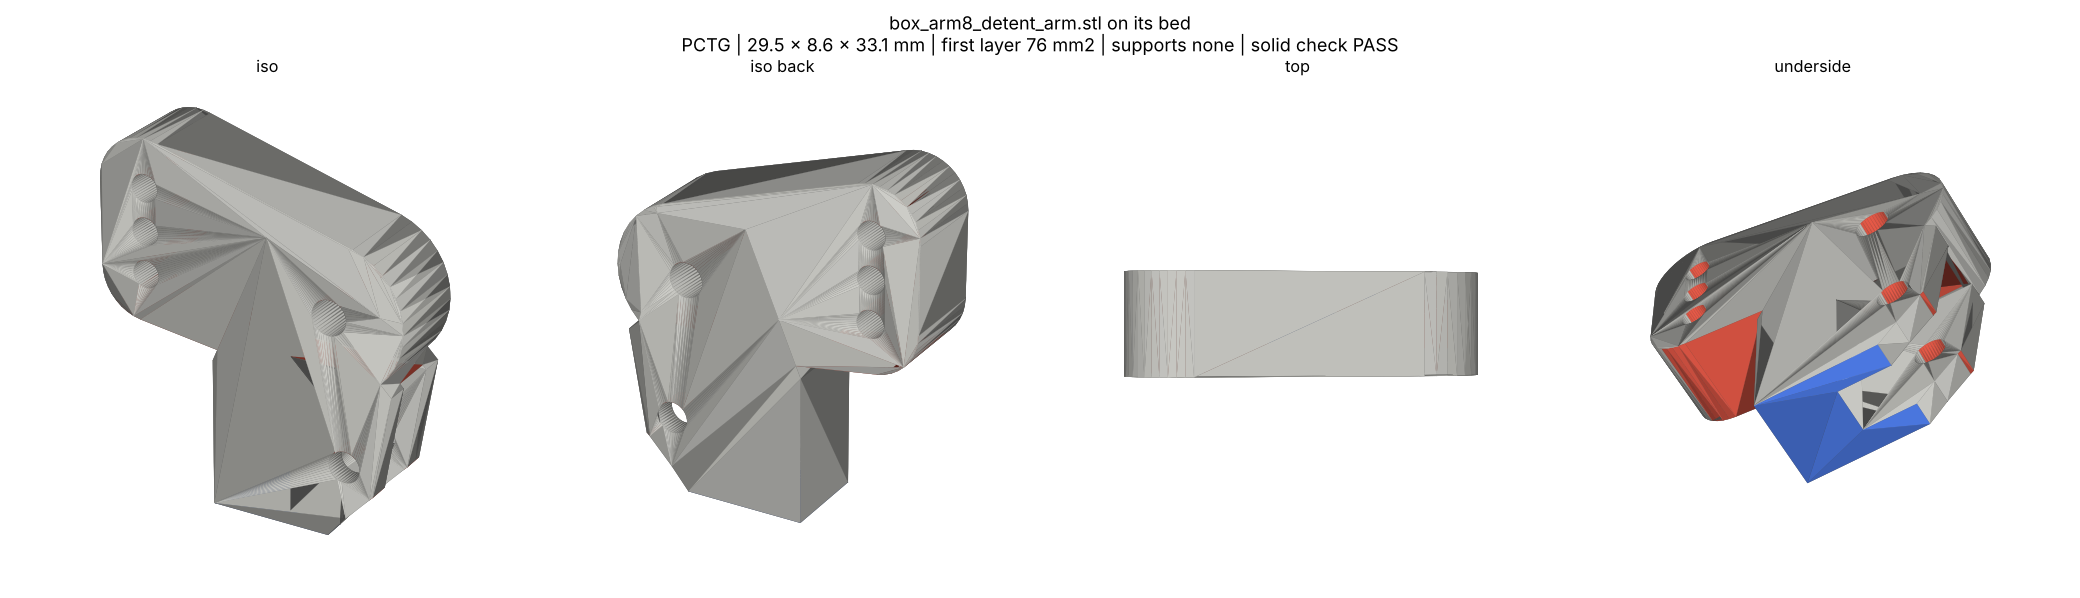 box_arm8_detent_arm.stl on its bed
PCTG | 29.5 × 8.6 × 33.1 mm | first layer 76 mm2 | supports none | solid check PASS
iso
iso back
top
underside